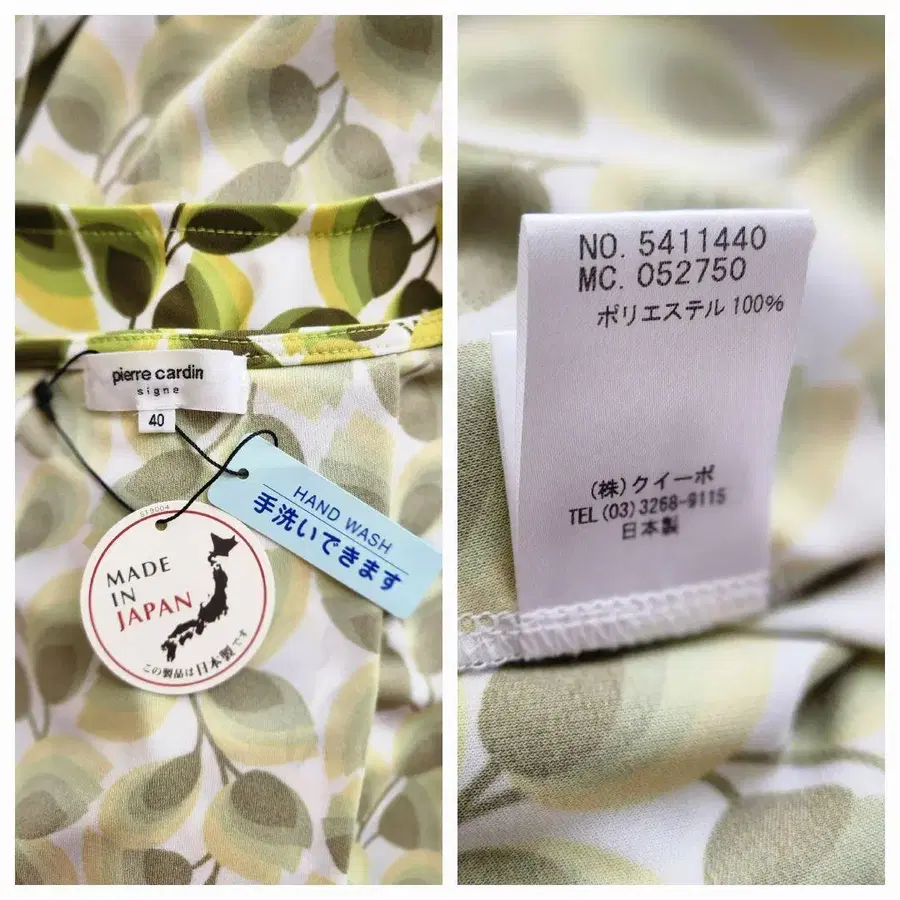 pierre cardin
signe
40
HAND WASH
手洗いできます
519004
MADE
IN
JAPAN
この製品は日本製です
NO. 5411440
MC. 052750
ポリエステル 100%
(株)クイーポ
TEL (03) 3268-9115
日本製